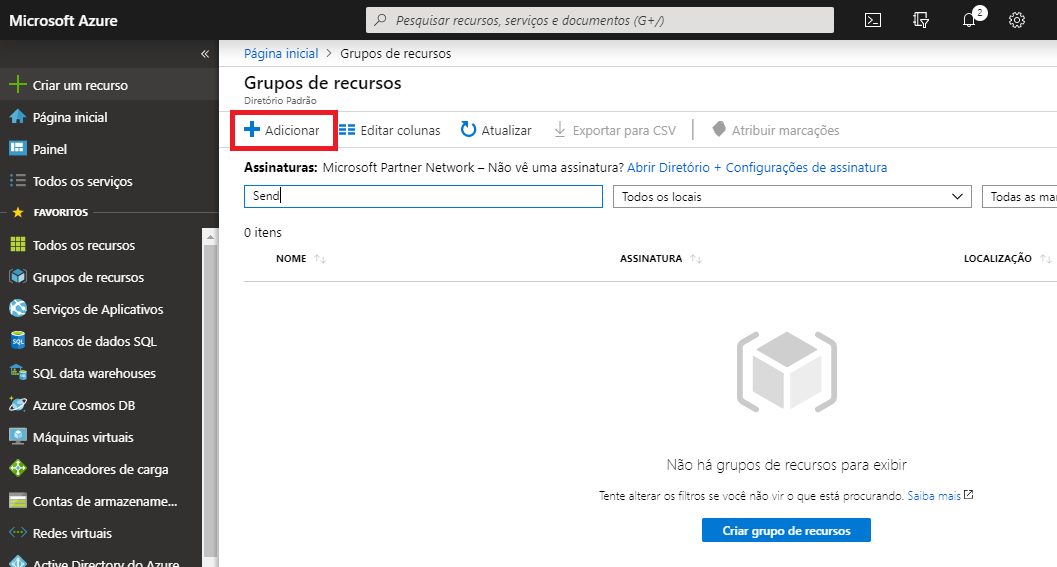 Microsoft Azure
Pesquisar recursos, serviços e documentos (G+/)
2
«
Criar um recurso
Página inicial
Painel
Todos os serviços
FAVORITOS
Todos os recursos
Grupos de recursos
Serviços de Aplicativos
SQL
Bancos de dados SQL
SQL data warehouses
Azure Cosmos DB
Máquinas virtuais
Balanceadores de carga
Contas de armazename...
Redes virtuais
Active Directory do Azure
Página inicial > Grupos de recursos
Grupos de recursos
Diretório Padrão
Adicionar Editar colunas Atualizar Exportar para CSV Atribuir marcações
Assinaturas: Microsoft Partner Network – Não vê uma assinatura? Abrir Diretório + Configurações de assinatura
Send Todos os locais Todas as mar
0 itens
NOME ASSINATURA LOCALIZAÇÃO
Não há grupos de recursos para exibir
Tente alterar os filtros se você não vir o que está procurando. Saiba mais
Criar grupo de recursos